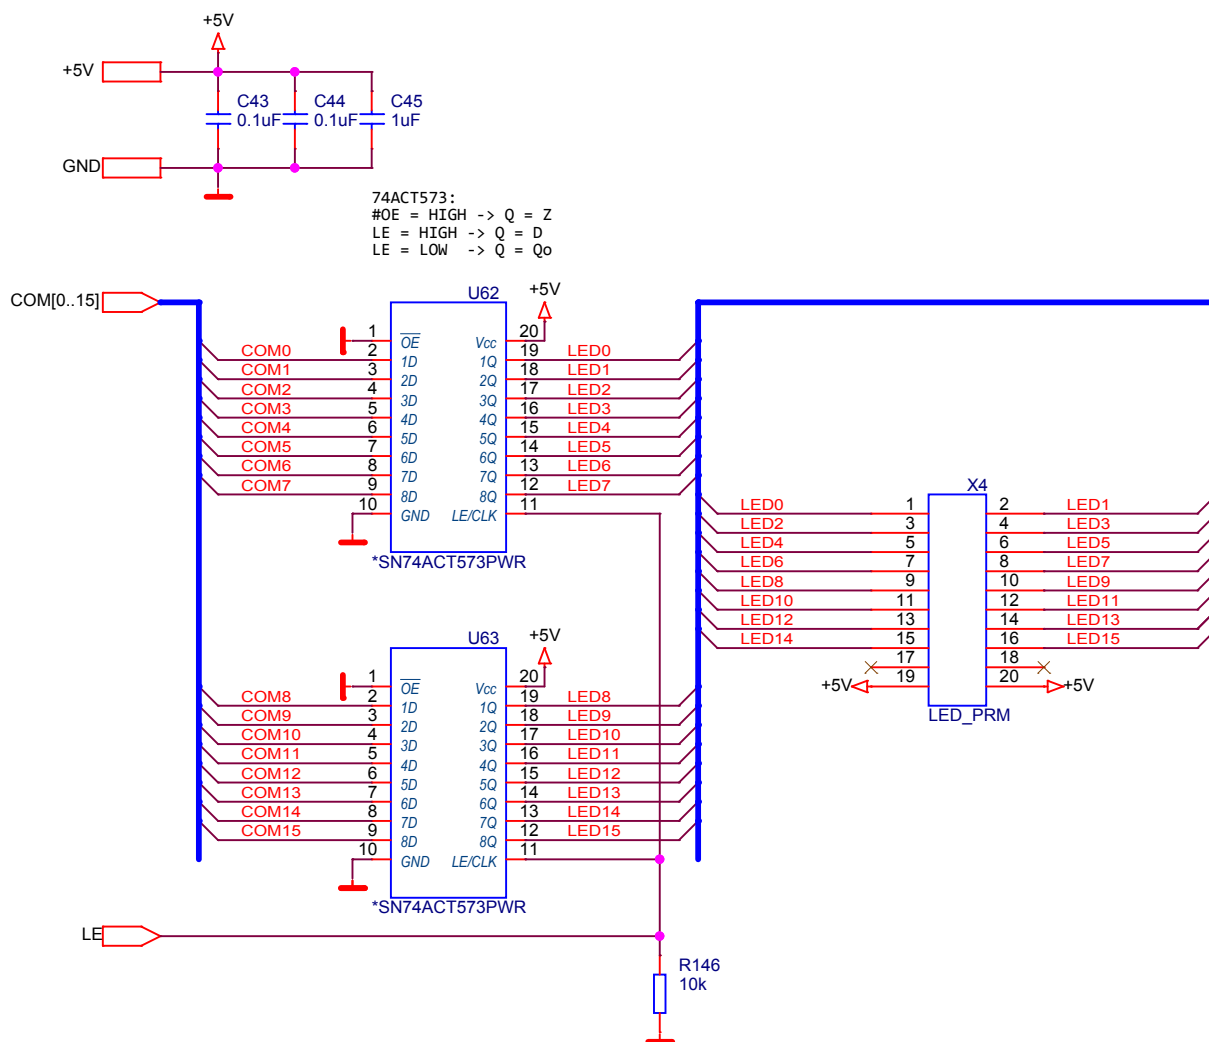 +5V
+5V
C43
0.1uF
C44
0.1uF
C45
1uF
GND
74ACT573:
#OE = HIGH -> Q = Z
LE = HIGH -> Q = D
LE = LOW  -> Q = Qo
COM[0..15]
U62
+5V
1 OE Vcc 20
COM0 2 1D 1Q 19 LED0
COM1 3 2D 2Q 18 LED1
COM2 4 3D 3Q 17 LED2
COM3 5 4D 4Q 16 LED3
COM4 6 5D 5Q 15 LED4
COM5 7 6D 6Q 14 LED5
COM6 8 7D 7Q 13 LED6
COM7 9 8D 8Q 12 LED7
10 GND LE/CLK 11
*SN74ACT573PWR
X4
LED0 1 2 LED1
LED2 3 4 LED3
LED4 5 6 LED5
LED6 7 8 LED7
LED8 9 10 LED9
LED10 11 12 LED11
LED12 13 14 LED13
LED14 15 16 LED15
17 18
+5V 19 20 +5V
LED_PRM
U63
+5V
1 OE Vcc 20
COM8 2 1D 1Q 19 LED8
COM9 3 2D 2Q 18 LED9
COM10 4 3D 3Q 17 LED10
COM11 5 4D 4Q 16 LED11
COM12 6 5D 5Q 15 LED12
COM13 7 6D 6Q 14 LED13
COM14 8 7D 7Q 13 LED14
COM15 9 8D 8Q 12 LED15
10 GND LE/CLK 11
*SN74ACT573PWR
LE
R146
10k